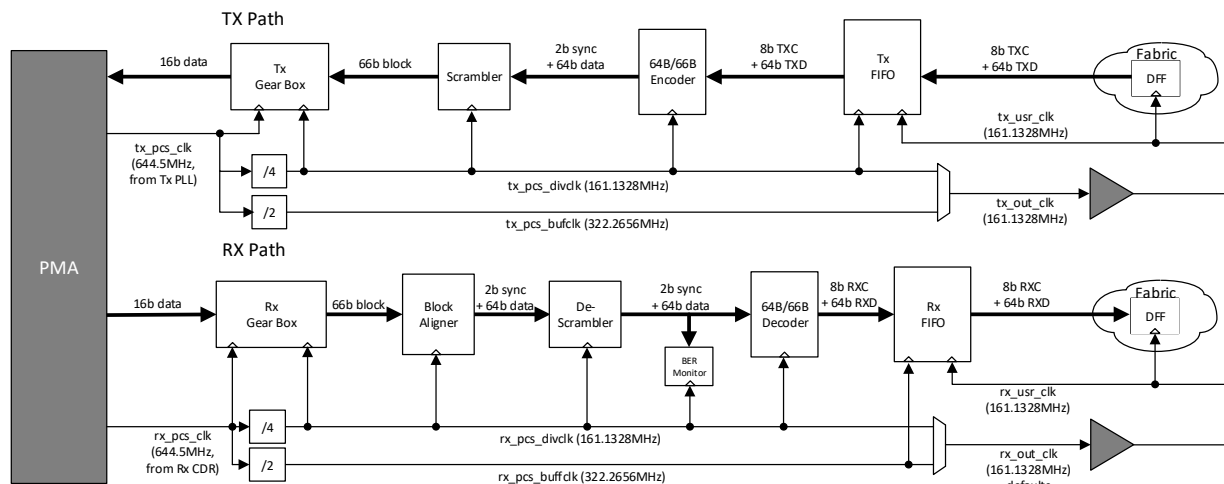 TX Path
PMA
16b data
Tx
Gear Box
66b block
Scrambler
2b sync
+ 64b data
64B/66B
Encoder
8b TXC
+ 64b TXD
Tx
FIFO
8b TXC
+ 64b TXD
Fabric
DFF
tx_pcs_clk
(644.5MHz,
from Tx PLL)
/4
/2
tx_pcs_divclk (161.1328MHz)
tx_pcs_bufclk (322.2656MHz)
tx_usr_clk
(161.1328MHz)
tx_out_clk
(161.1328MHz)
RX Path
16b data
Rx
Gear Box
66b block
Block
Aligner
2b sync
+ 64b data
De-
Scrambler
2b sync
+ 64b data
BER
Monitor
64B/66B
Decoder
8b RXC
+ 64b RXD
Rx
FIFO
8b RXC
+ 64b RXD
Fabric
DFF
rx_pcs_clk
(644.5MHz,
from Rx CDR)
/4
/2
rx_pcs_divclk (161.1328MHz)
rx_pcs_buffclk (322.2656MHz)
rx_usr_clk
(161.1328MHz)
rx_out_clk
(161.1328MHz)